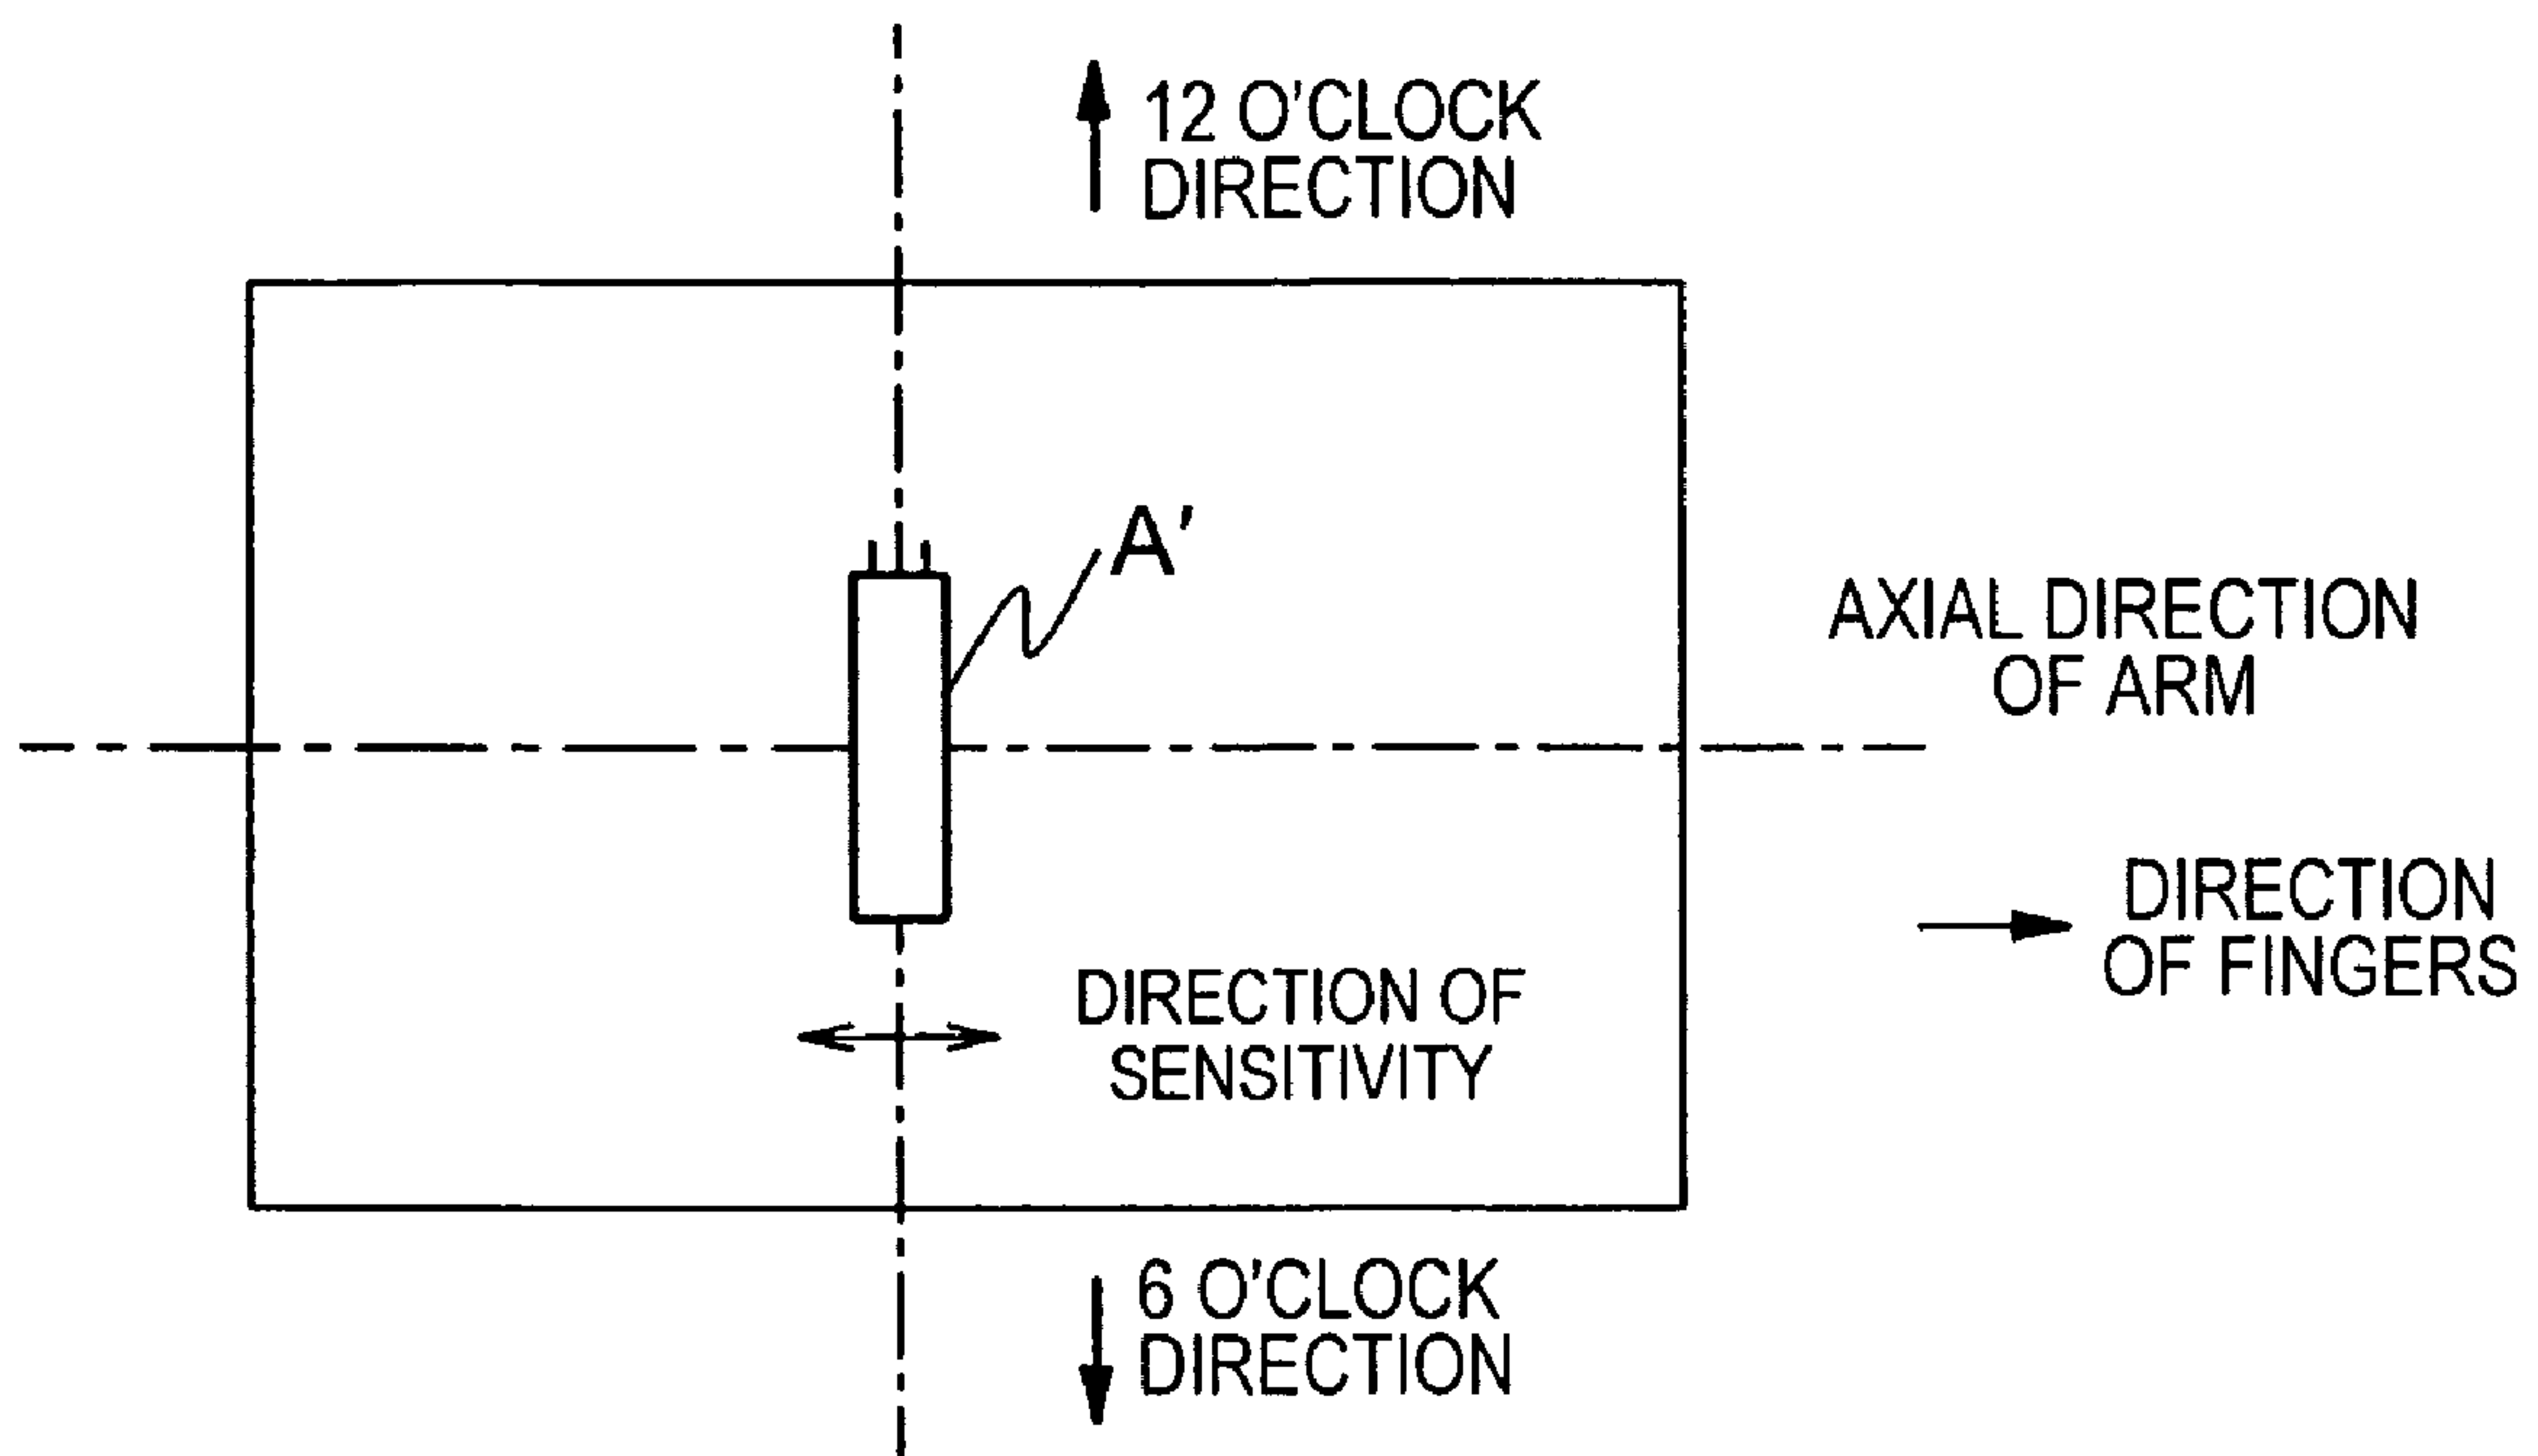 12 O'CLOCK
DIRECTION
A'
AXIAL DIRECTION
OF ARM
DIRECTION
OF FINGERS
DIRECTION OF
SENSITIVITY
6 O'CLOCK
DIRECTION